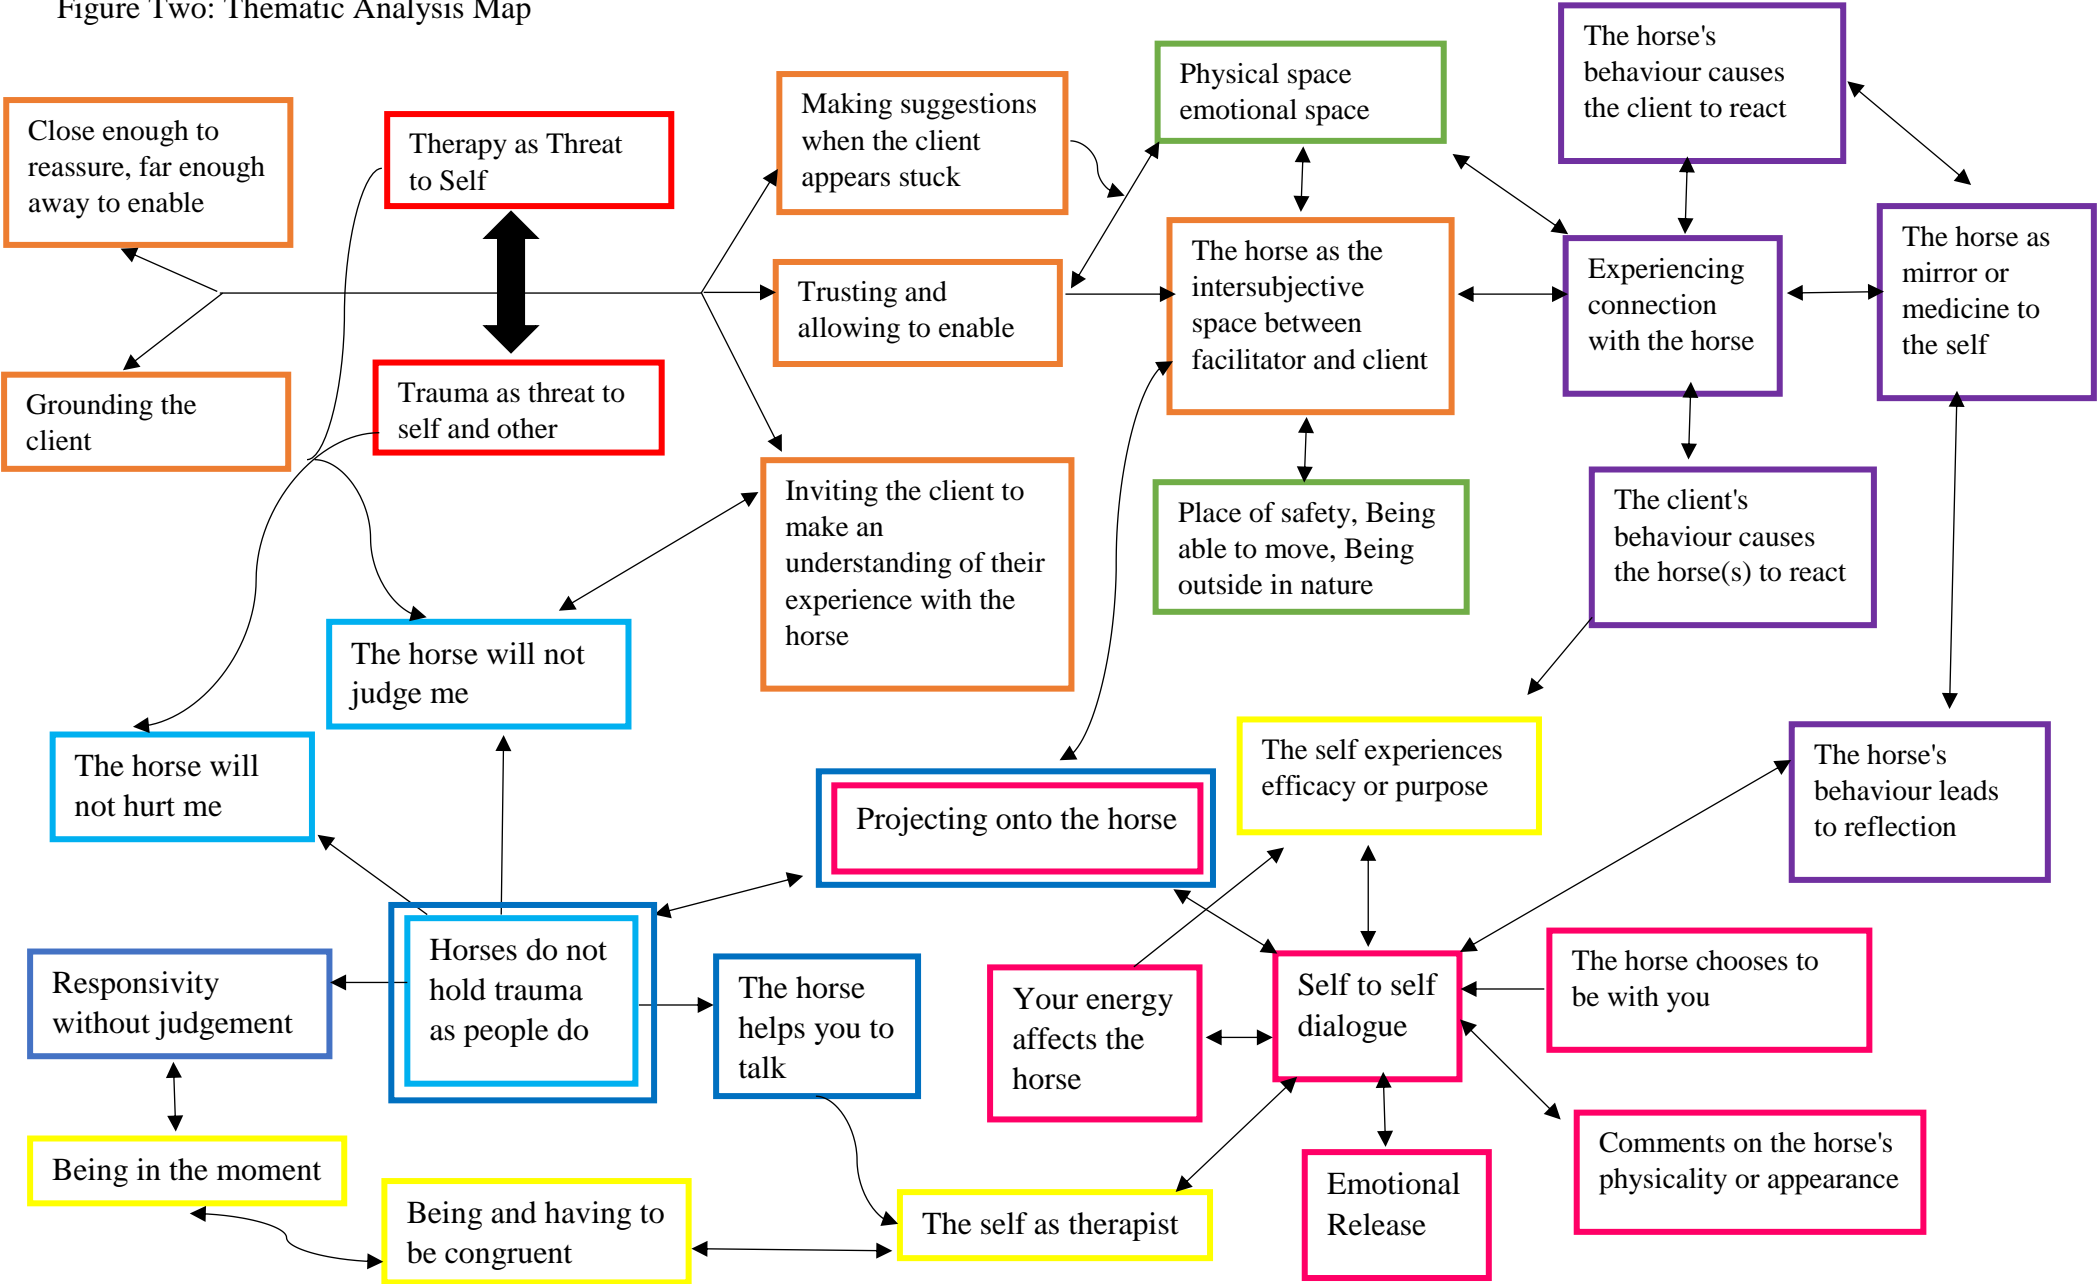 Figure Two: Thematic Analysis Map
Close enough to
reassure, far enough
away to enable
Therapy as Threat
to Self
Making suggestions
when the client
appears stuck
Physical space
emotional space
The horse's
behaviour causes
the client to react
Grounding the
client
Trauma as threat to
self and other
Trusting and
allowing to enable
The horse as the
intersubjective
space between
facilitator and client
Experiencing
connection
with the horse
The horse as
mirror or
medicine to
the self
Inviting the client to
make an
understanding of their
experience with the
horse
Place of safety, Being
able to move, Being
outside in nature
The client's
behaviour causes
the horse(s) to react
The horse will not
judge me
The horse will
not hurt me
Projecting onto the horse
The self experiences
efficacy or purpose
The horse's
behaviour leads
to reflection
Responsivity
without judgement
Horses do not
hold trauma
as people do
The horse
helps you to
talk
Your energy
affects the
horse
Self to self
dialogue
The horse chooses to
be with you
Being in the moment
Being and having to
be congruent
The self as therapist
Emotional
Release
Comments on the horse's
physicality or appearance